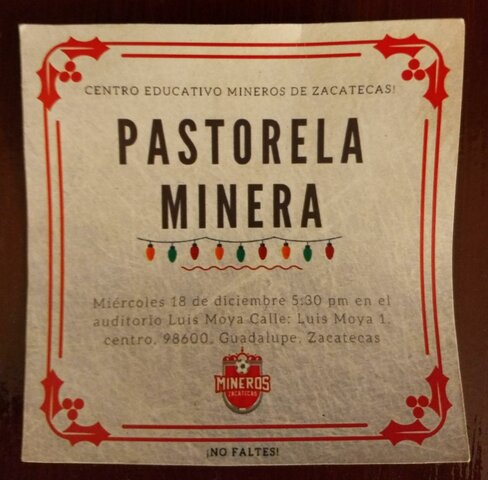 CENTRO EDUCATIVO MINEROS DE ZACATECAS!
PASTORELA
MINERA
Miércoles 18 de diciembre 5:30 pm en el
auditorio Luis Moya Calle: Luis Moya 1,
centro, 98600, Guadalupe, Zacatecas
MINEROS
ZACATECAS
¡NO FALTES!